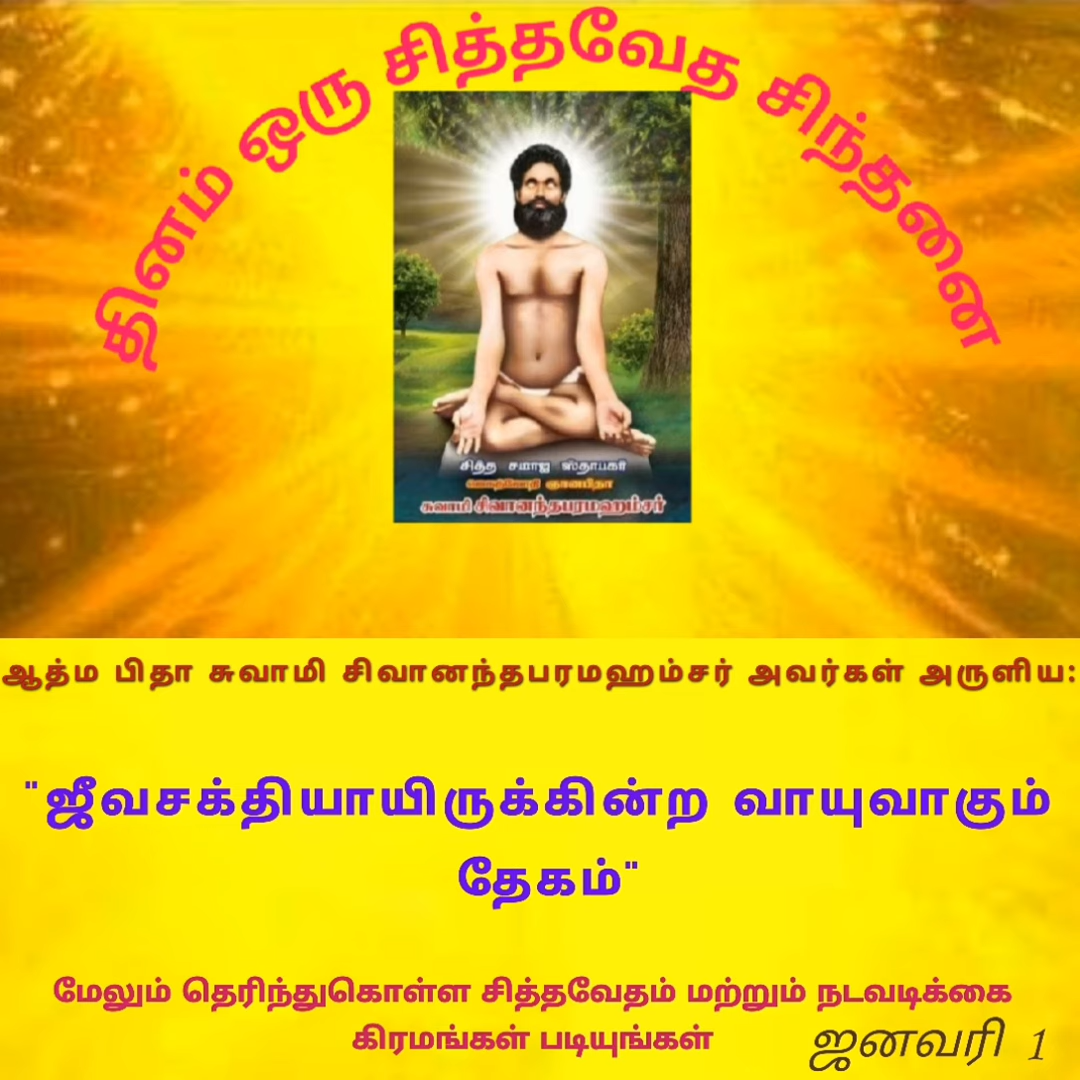 தினம் ஒரு சித்தவேத சிந்தனை
சித்த சமாஜ ஸ்தாபகர்
ஞானபிதா
சுவாமி சிவானந்தபரமஹம்சர்
ஆத்ம பிதா சுவாமி சிவானந்தபரமஹம்சர் அவர்கள் அருளிய:
"ஜீவசக்தியாயிருக்கின்ற வாயுவாகும்
தேகம்"
மேலும் தெரிந்துகொள்ள சித்தவேதம் மற்றும் நடவடிக்கை
கிரமங்கள் படியுங்கள்
ஜனவரி 1